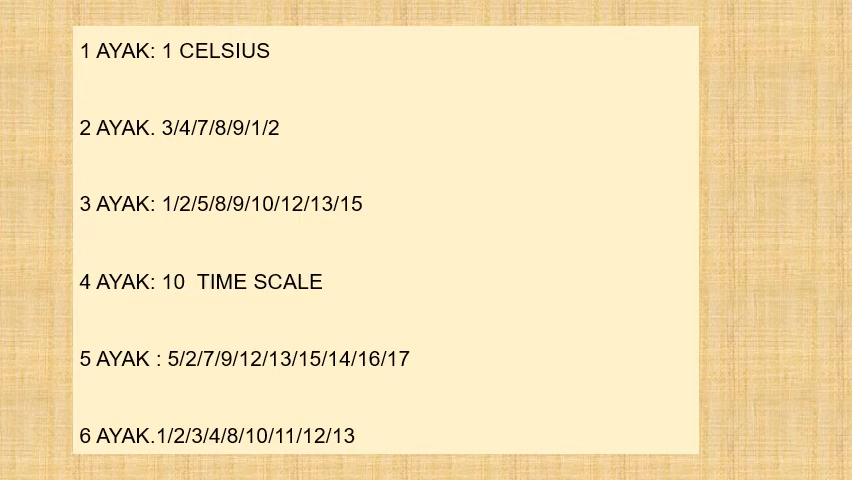 1 AYAK: 1 CELSIUS
2 AYAK. 3/4/7/8/9/1/2
3 AYAK: 1/2/5/8/9/10/12/13/15
4 AYAK: 10  TIME SCALE
5 AYAK : 5/2/7/9/12/13/15/14/16/17
6 AYAK.1/2/3/4/8/10/11/12/13